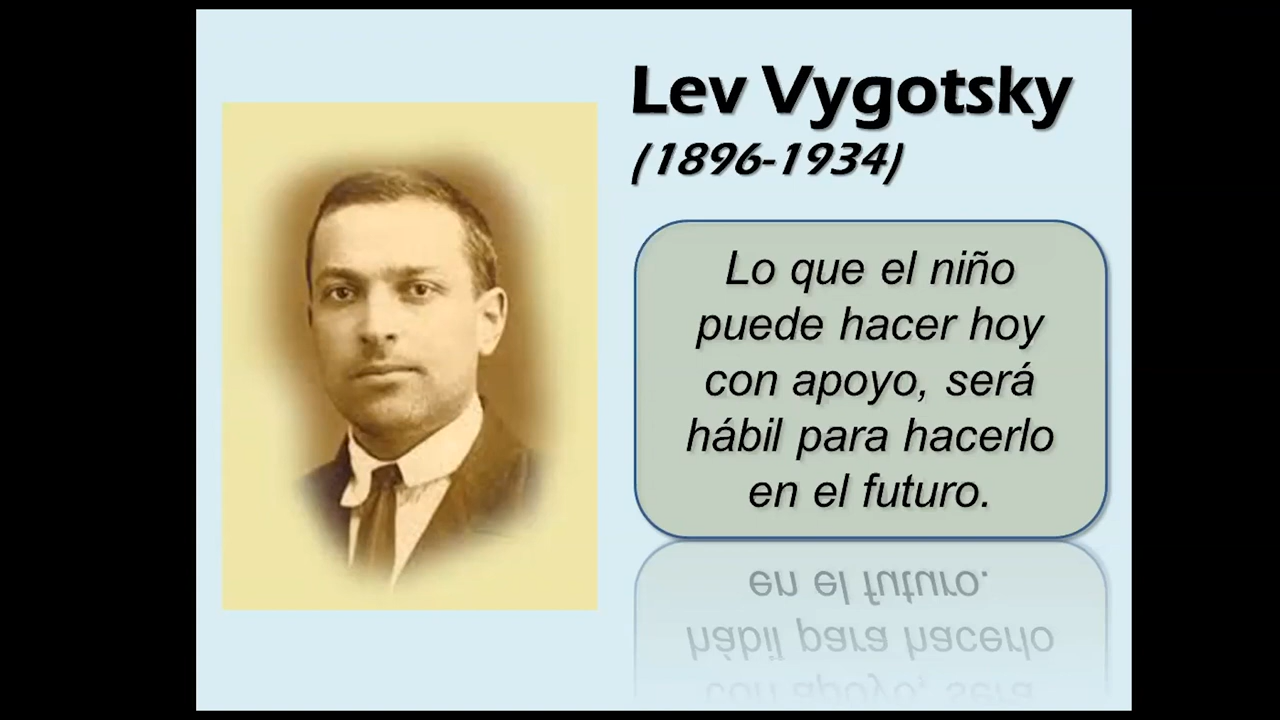 Lev Vygotsky
(1896-1934)
Lo que el niño
puede hacer hoy
con apoyo, será
hábil para hacerlo
en el futuro.